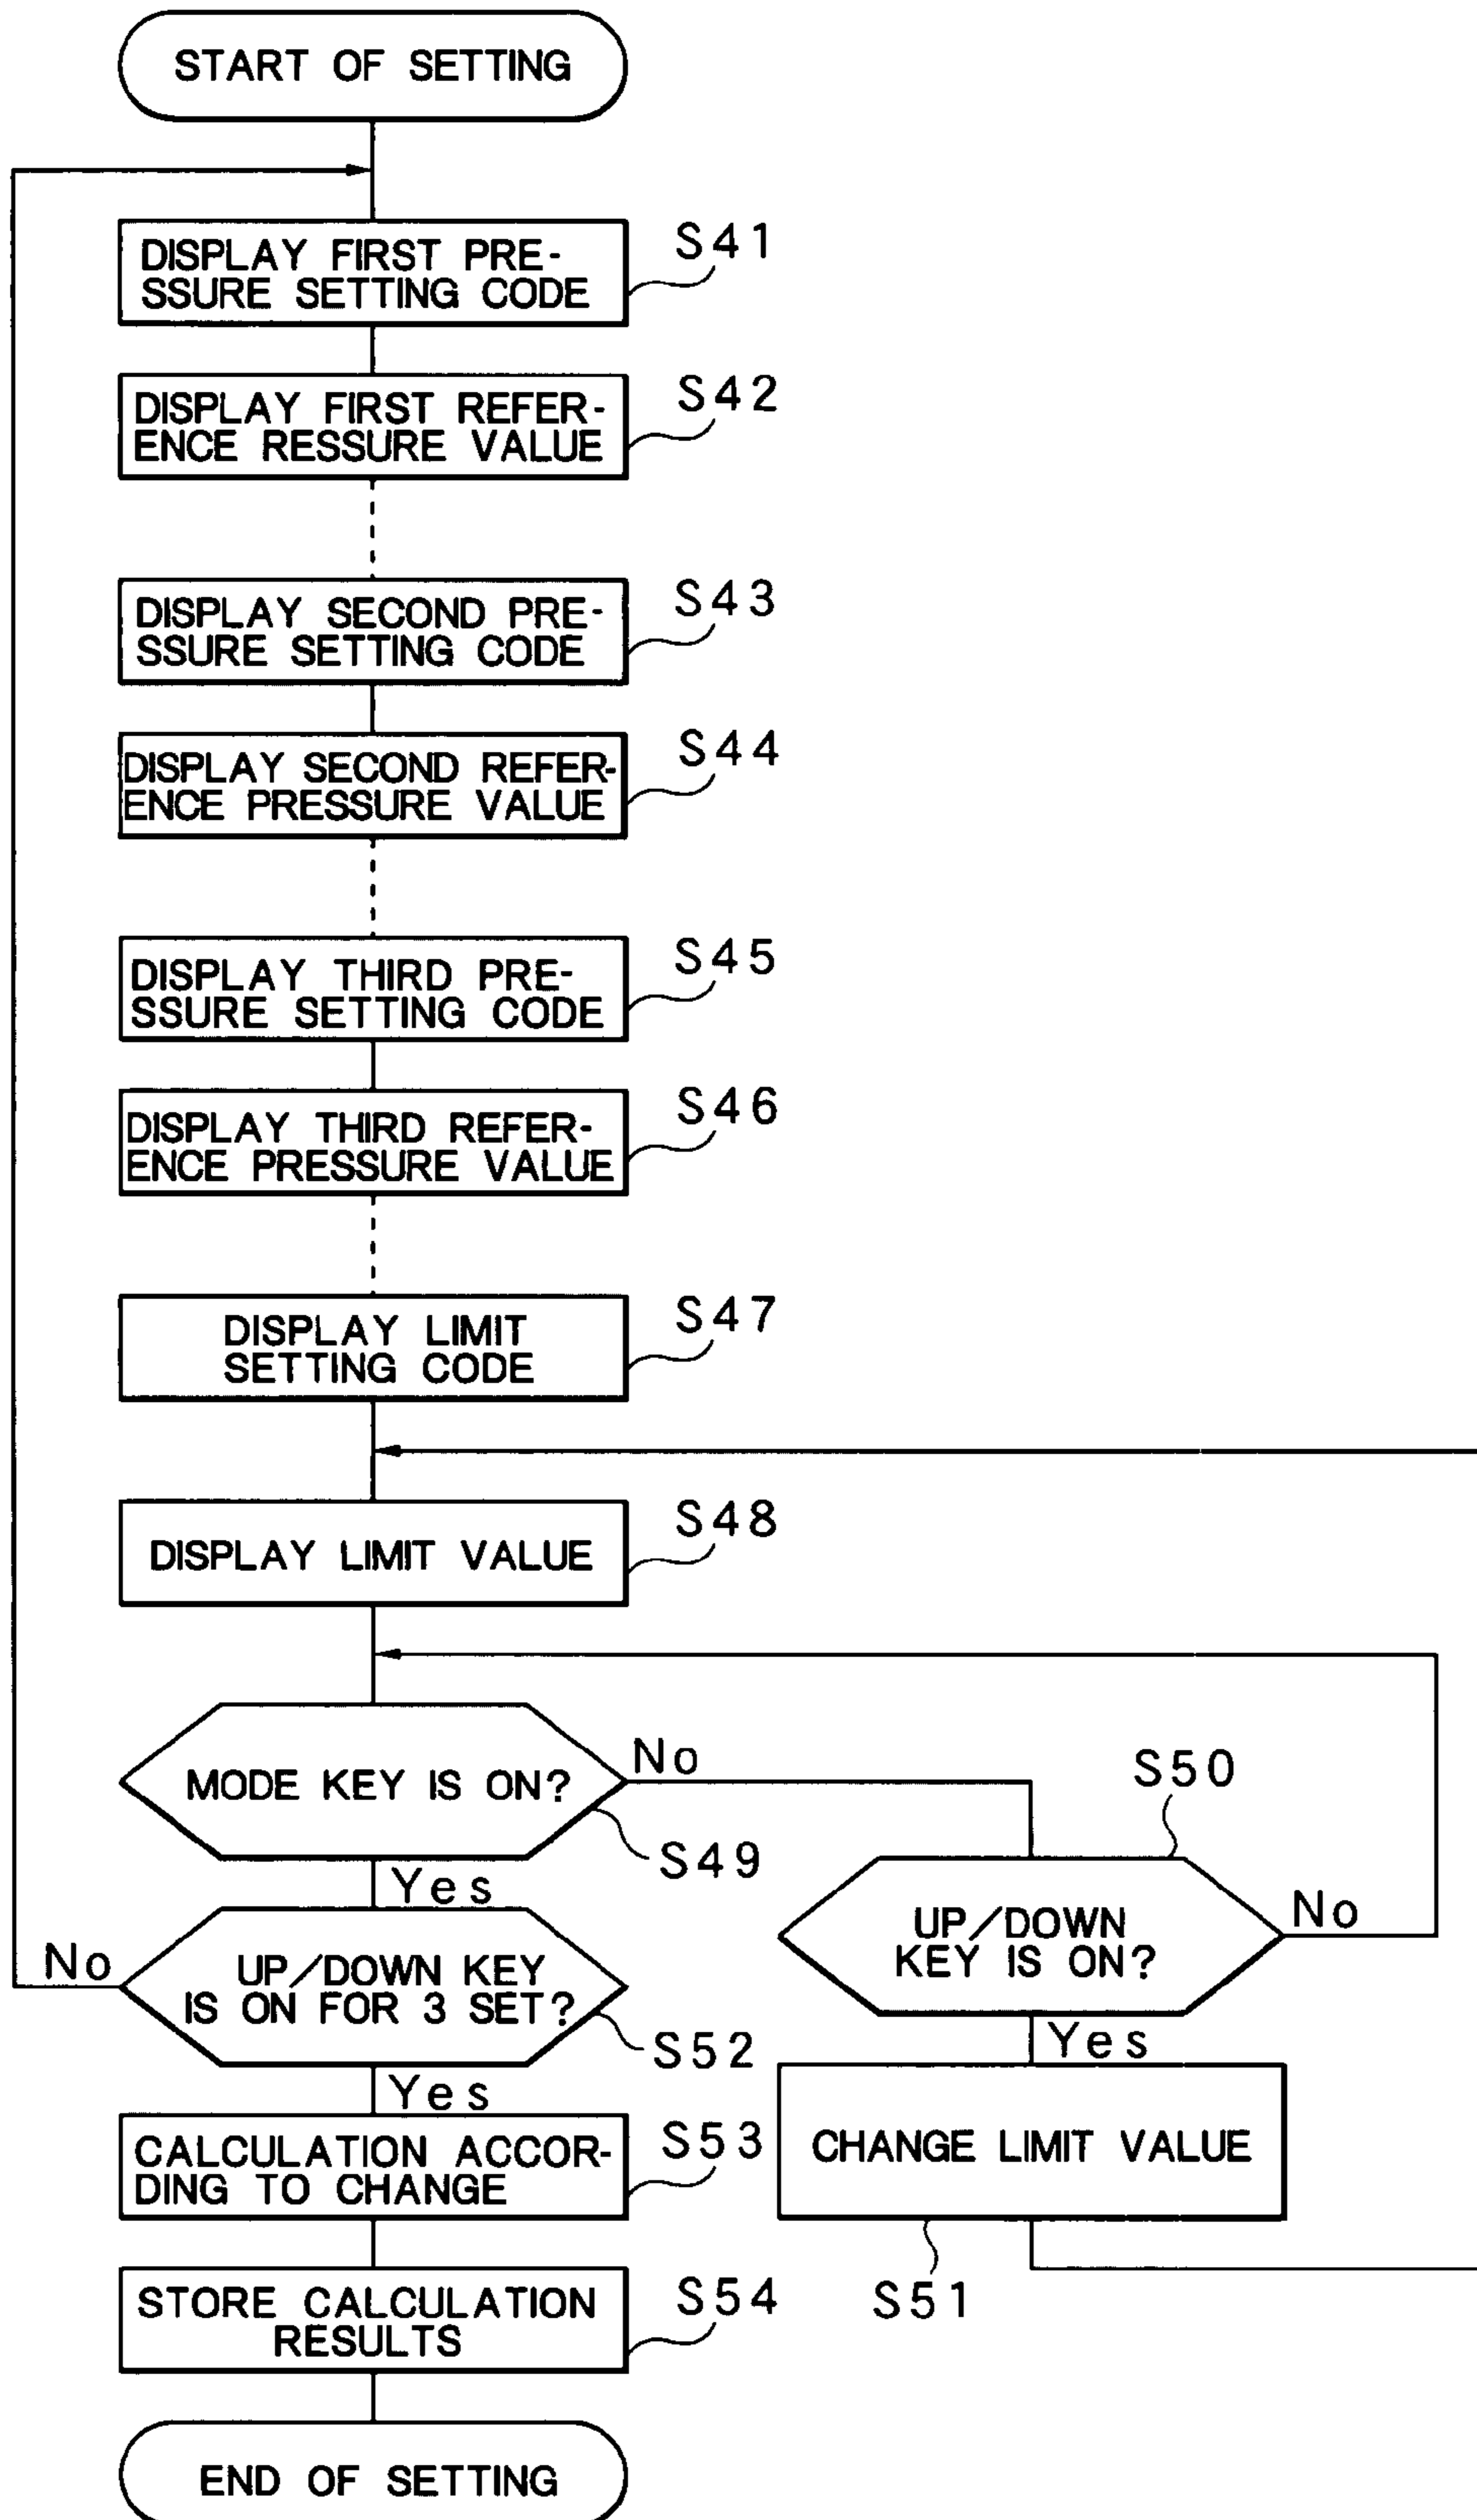 START OF SETTING
DISPLAY FIRST PRE-
SSURE SETTING CODE
S41
DISPLAY FIRST REFER-
ENCE RESSURE VALUE
S42
DISPLAY SECOND PRE-
SSURE SETTING CODE
S43
DISPLAY SECOND REFER-
ENCE PRESSURE VALUE
S44
DISPLAY THIRD PRE-
SSURE SETTING CODE
S45
DISPLAY THIRD REFER-
ENCE PRESSURE VALUE
S46
DISPLAY LIMIT
SETTING CODE
S47
DISPLAY LIMIT VALUE
S48
MODE KEY IS ON?
No
S49
Yes
S50
UP/DOWN
KEY IS ON?
No
Yes
No
UP/DOWN KEY
IS ON FOR 3 SET?
S52
Yes
CHANGE LIMIT VALUE
S51
CALCULATION ACCOR-
DING TO CHANGE
S53
STORE CALCULATION
RESULTS
S54
END OF SETTING